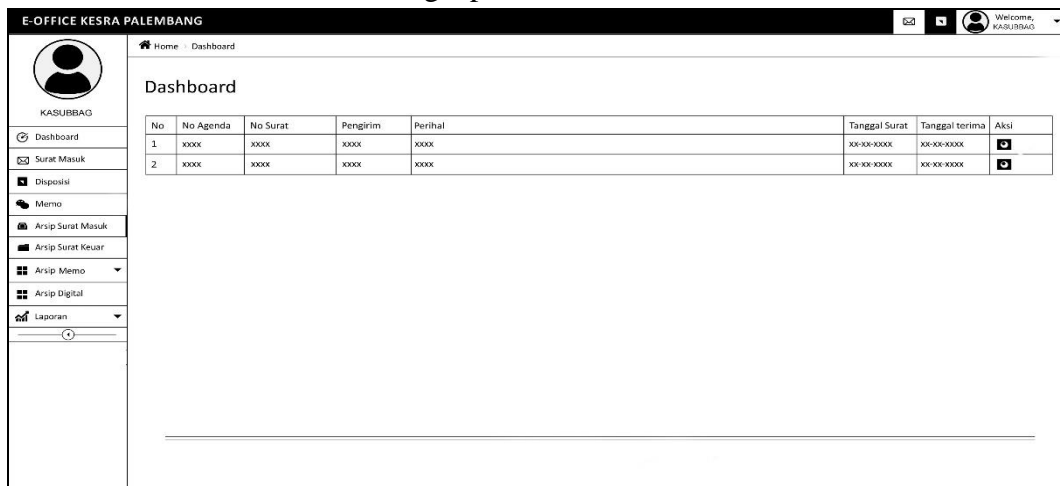 E-OFFICE KESRA PALEMBANG
Welcome,
KASUBBAG
Home Dashboard
KASUBBAG
Dashboard
Surat Masuk
Disposisi
Memo
Arsip Surat Masuk
Arsip Surat Keuar
Arsip Memo
Arsip Digital
Laporan
Dashboard
No No Agenda No Surat Pengirim Perihal Tanggal Surat Tanggal terima Aksi
1 xxxx xxxx xxxx xxxx xx-xx-xxxx xx-xx-xxxx
2 xxxx xxxx xxxx xxxx xx-xx-xxxx xx-xx-xxxx